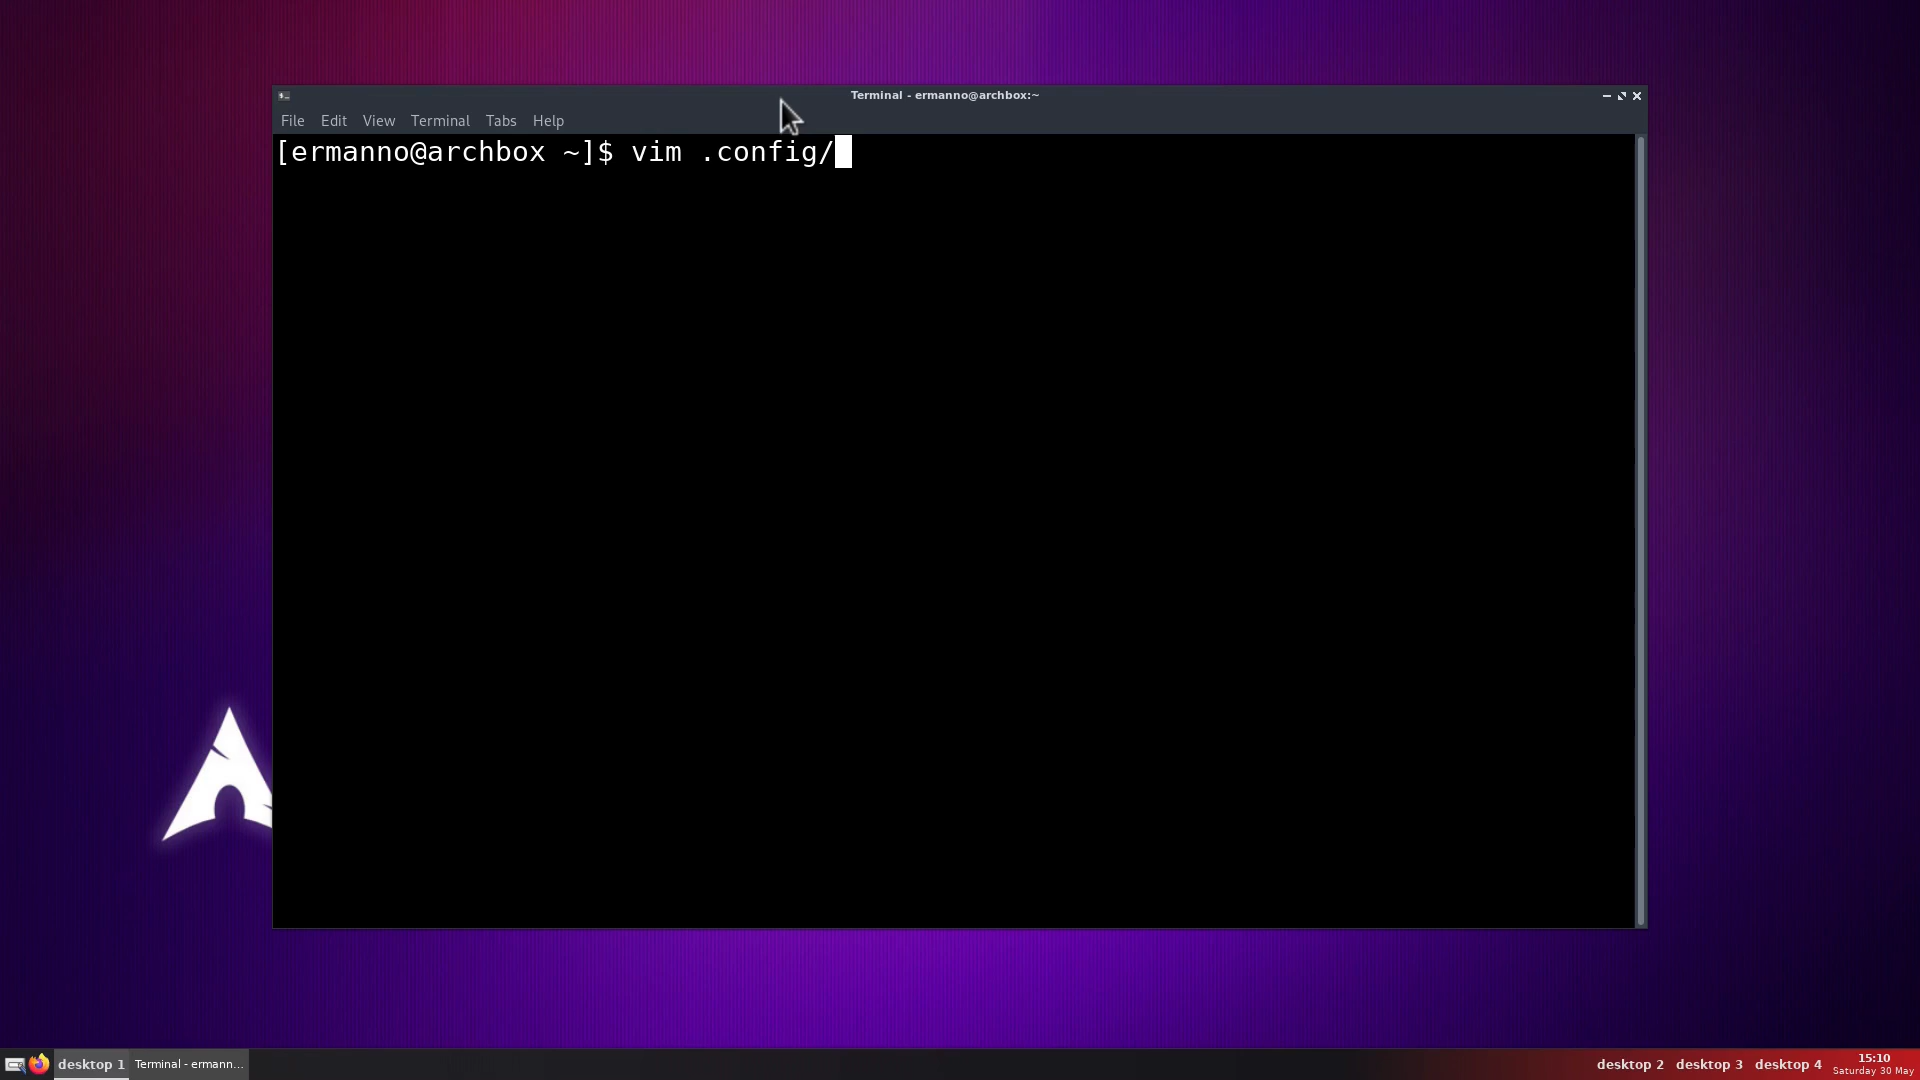 Terminal - ermanno@archbox:~
File Edit View Terminal Tabs Help
[ermanno@archbox ~]$ vim .config/
desktop 1 Terminal - ermann... desktop 2 desktop 3 desktop 4 15:10
Saturday 30 May